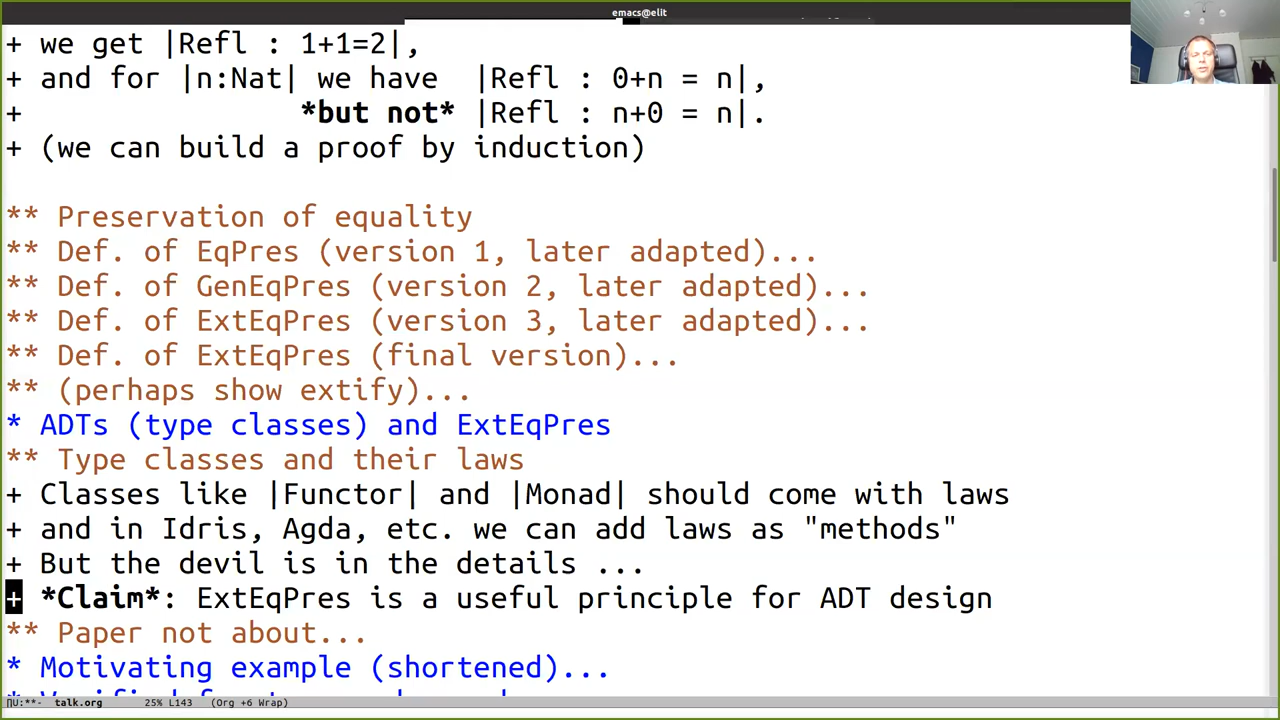 emacs@elit
+ we get |Refl : 1+1=2|,
+ and for |n:Nat| we have |Refl : 0+n = n|,
+ *but not* |Refl : n+0 = n|.
+ (we can build a proof by induction)
** Preservation of equality
** Def. of EqPres (version 1, later adapted)...
** Def. of GenEqPres (version 2, later adapted)...
** Def. of ExtEqPres (version 3, later adapted)...
** Def. of ExtEqPres (final version)...
** (perhaps show extify)...
* ADTs (type classes) and ExtEqPres
** Type classes and their laws
+ Classes like |Functor| and |Monad| should come with laws
+ and in Idris, Agda, etc. we can add laws as "methods"
+ But the devil is in the details ...
+ *Claim*: ExtEqPres is a useful principle for ADT design
** Paper not about...
* Motivating example (shortened)...
U:**- talk.org 25% L143 (Org +6 Wrap)